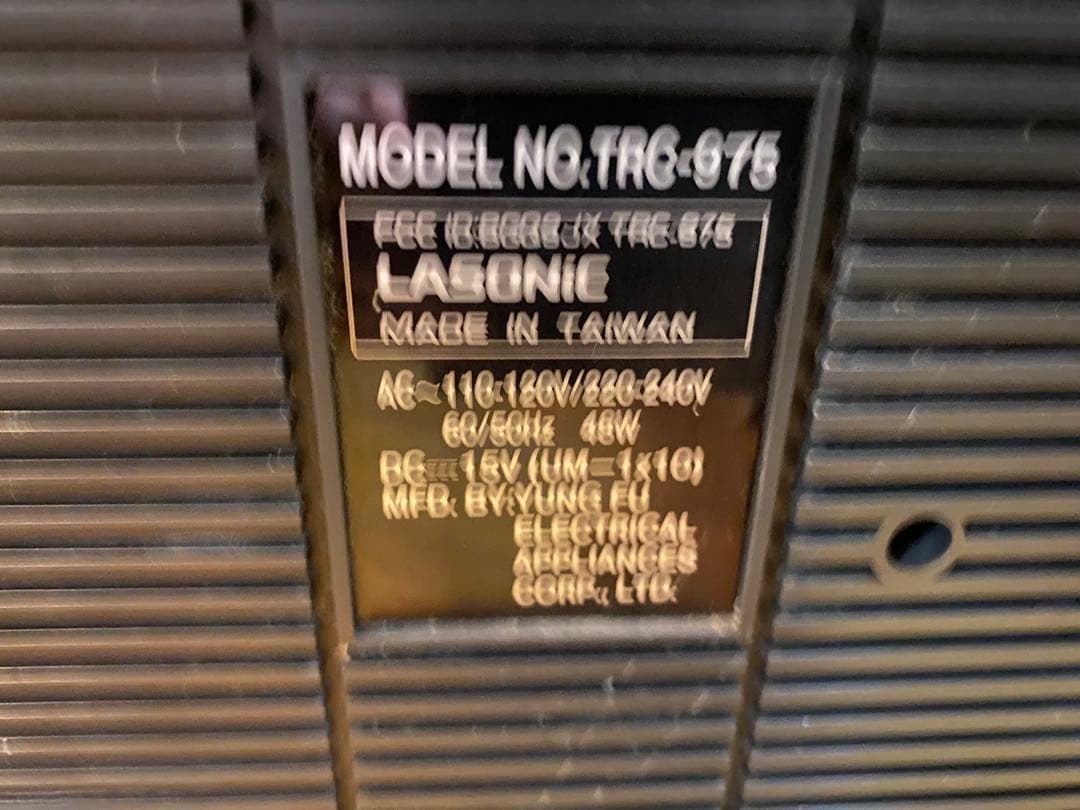 MODEL NO.TRC-975
FCC ID: TRC-975
LASONIC
MADE IN TAIWAN
AC~110-120V/220-240V
60/50Hz 48W
DC⎓15V (UM-1x10)
MFD. BY:YUNG FU
ELECTRICAL
APPLIANCES
CORP., LTD.